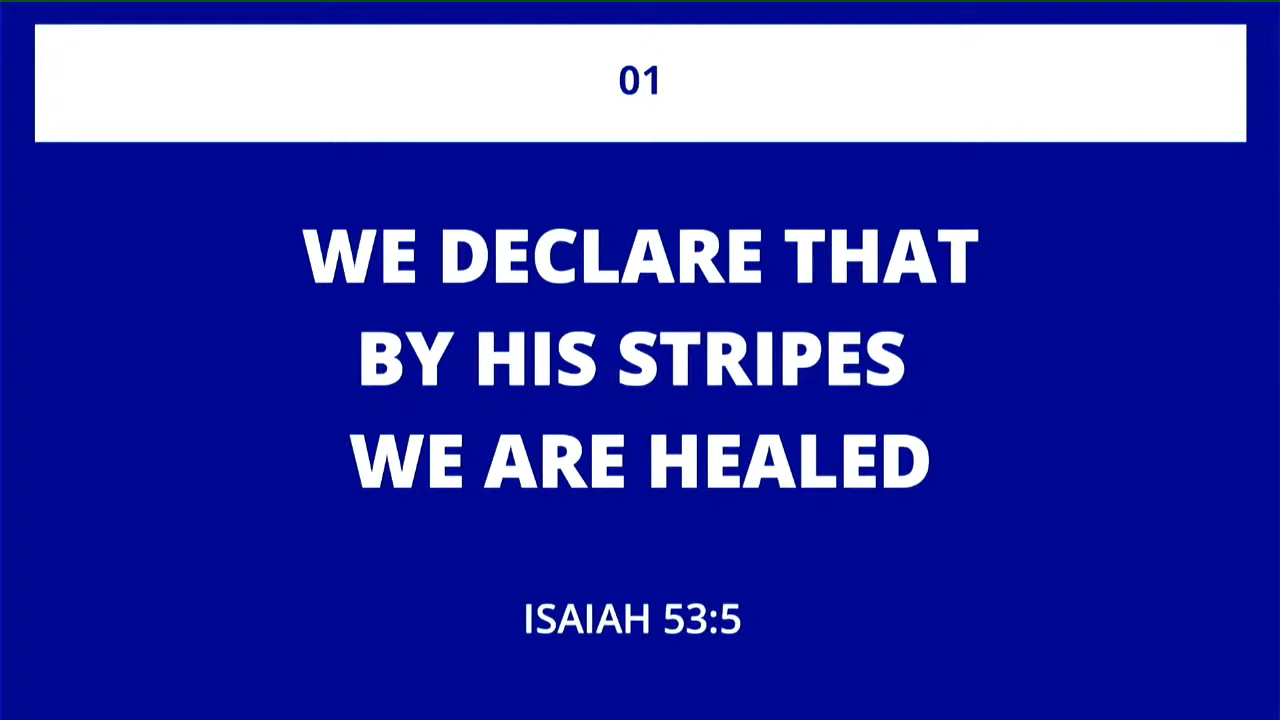 01
WE DECLARE THAT
BY HIS STRIPES
WE ARE HEALED
ISAIAH 53:5